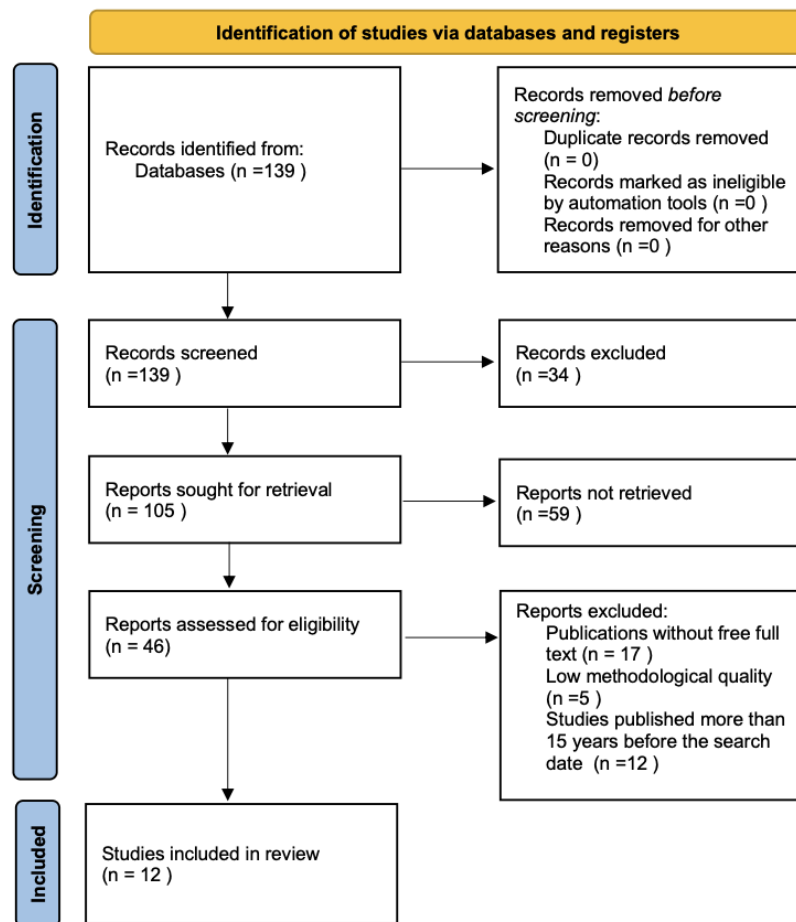 Identification of studies via databases and registers
Identification
Records identified from:
Databases (n =139 )
Records removed before
screening:
Duplicate records removed
(n = 0)
Records marked as ineligible
by automation tools (n =0 )
Records removed for other
reasons (n =0 )
Screening
Records screened
(n =139 )
Records excluded
(n =34 )
Reports sought for retrieval
(n = 105 )
Reports not retrieved
(n =59 )
Reports assessed for eligibility
(n = 46)
Reports excluded:
Publications without free full
text (n = 17 )
Low methodological quality
(n =5 )
Studies published more than
15 years before the search
date  (n =12 )
Included
Studies included in review
(n = 12 )